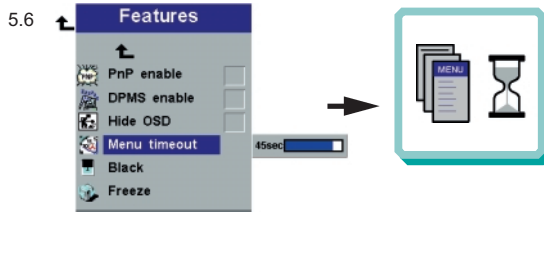 5.6
Features
PnP enable
DPMS enable
Hide OSD
Menu timeout
45sec
Black
Freeze
MENU